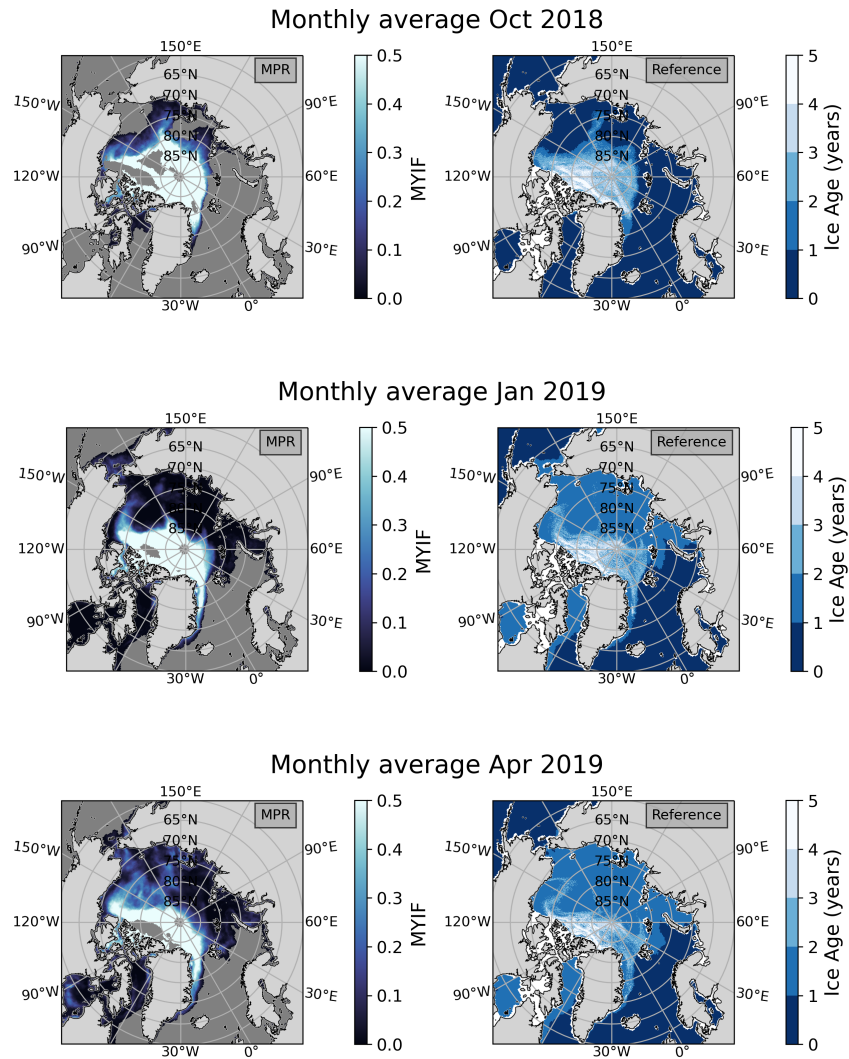 Monthly average Oct 2018
150°E
MPR
65°N
70°N
75°N
80°N
85°N
150°W
120°W
90°W
90°E
60°E
30°E
30°W
0°
0.5
0.4
0.3
0.2
0.1
0.0
MYIF
150°E
Reference
65°N
70°N
75°N
80°N
85°N
150°W
120°W
90°W
90°E
60°E
30°E
30°W
0°
5
4
3
2
1
0
Ice Age (years)
Monthly average Jan 2019
150°E
MPR
65°N
70°N
75°N
80°N
150°W
120°W
90°W
90°E
60°E
30°E
30°W
0°
0.5
0.4
0.3
0.2
0.1
0.0
MYIF
150°E
Reference
65°N
70°N
75°N
80°N
85°N
150°W
120°W
90°W
90°E
60°E
30°E
30°W
0°
5
4
3
2
1
0
Ice Age (years)
Monthly average Apr 2019
150°E
MPR
65°N
70°N
75°N
80°N
85°N
150°W
120°W
90°W
90°E
60°E
30°E
30°W
0°
0.5
0.4
0.3
0.2
0.1
0.0
MYIF
150°E
Reference
65°N
70°N
75°N
80°N
85°N
150°W
120°W
90°W
90°E
60°E
30°E
30°W
0°
5
4
3
2
1
0
Ice Age (years)